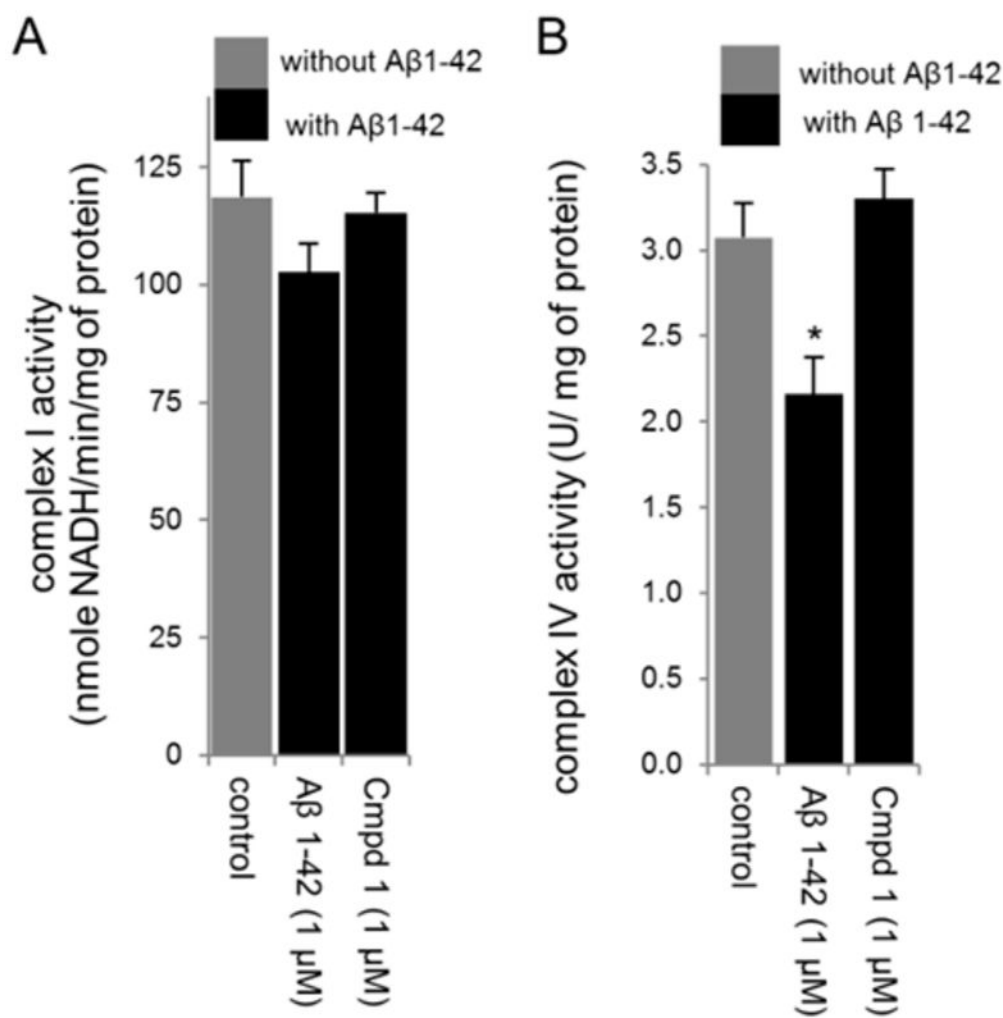 A
without Aβ1-42
with Aβ1-42
complex I activity
(nmole NADH/min/mg of protein)
125
100
75
50
25
0
control
Aβ 1-42 (1 μM)
Cmpd 1 (1 μM)
B
without Aβ1-42
with Aβ 1-42
complex IV activity (U/ mg of protein)
3.5
3.0
2.5
2.0
1.5
1.0
0.5
0.0
*
control
Aβ 1-42 (1 μM)
Cmpd 1 (1 μM)